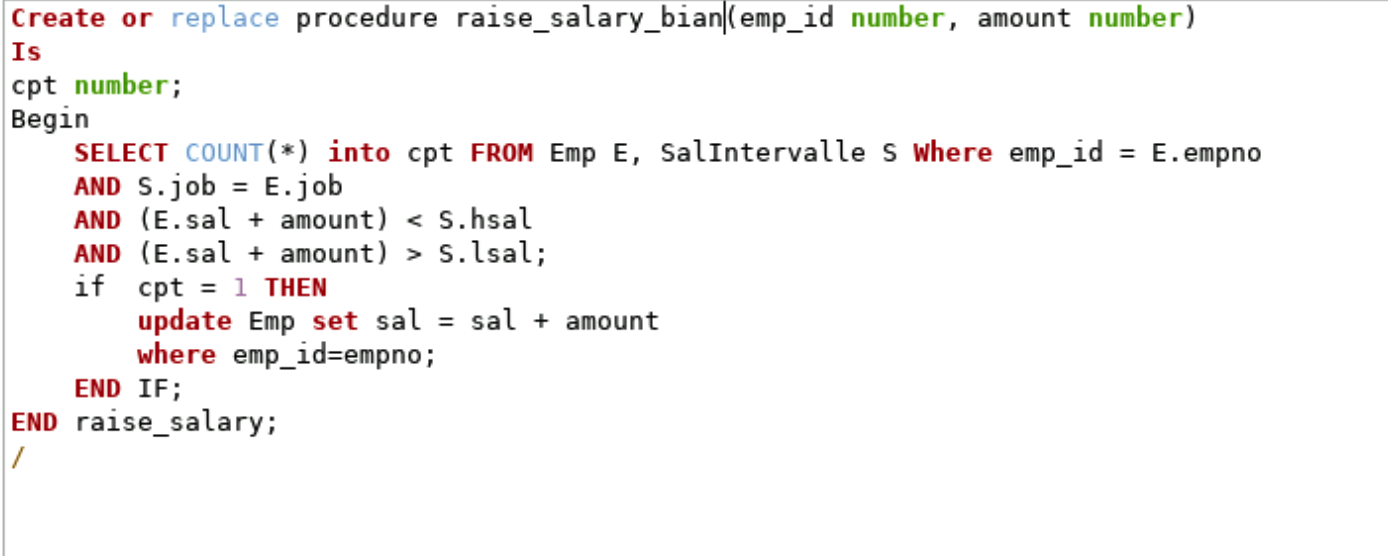 Create or replace procedure raise_salary_bian(emp_id number, amount number)
Is
cpt number;
Begin
    SELECT COUNT(*) into cpt FROM Emp E, SalIntervalle S Where emp_id = E.empno
    AND S.job = E.job
    AND (E.sal + amount) < S.hsal
    AND (E.sal + amount) > S.lsal;
    if  cpt = 1 THEN
        update Emp set sal = sal + amount
        where emp_id=empno;
    END IF;
END raise_salary;
/